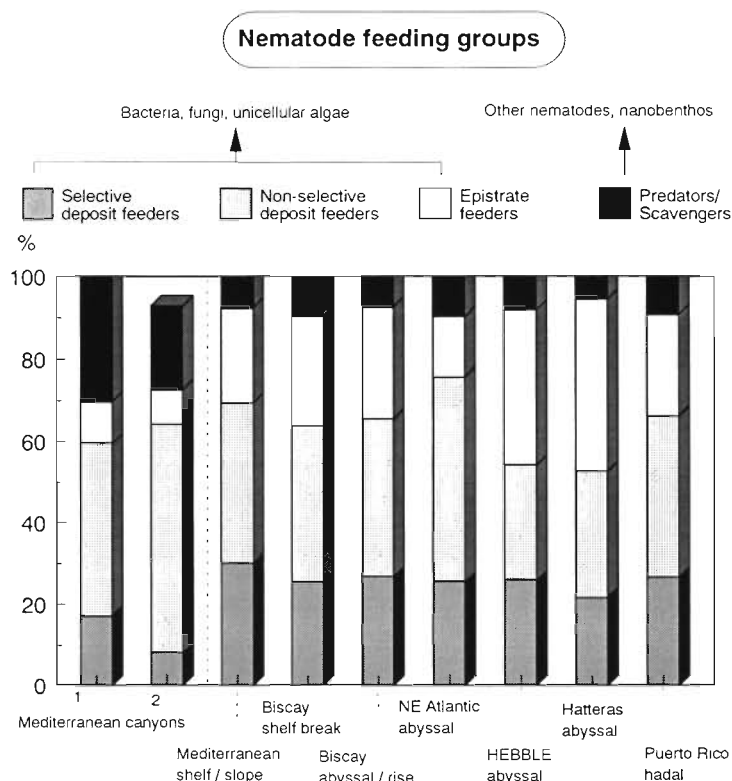 Nematode feeding groups
Bacteria, fungi, unicellular algae
Other nematodes, nanobenthos
Selective
deposit feeders
Non-selective
deposit feeders
Epistrate
feeders
Predators/
Scavengers
%
100
80
60
40
20
0
1
2
Mediterranean canyons
Mediterranean
shelf / slope
Biscay
shelf break
Biscay
abyssal / rise
NE Atlantic
abyssal
HEBBLE
abyssal
Hatteras
abyssal
Puerto Rico
hadal